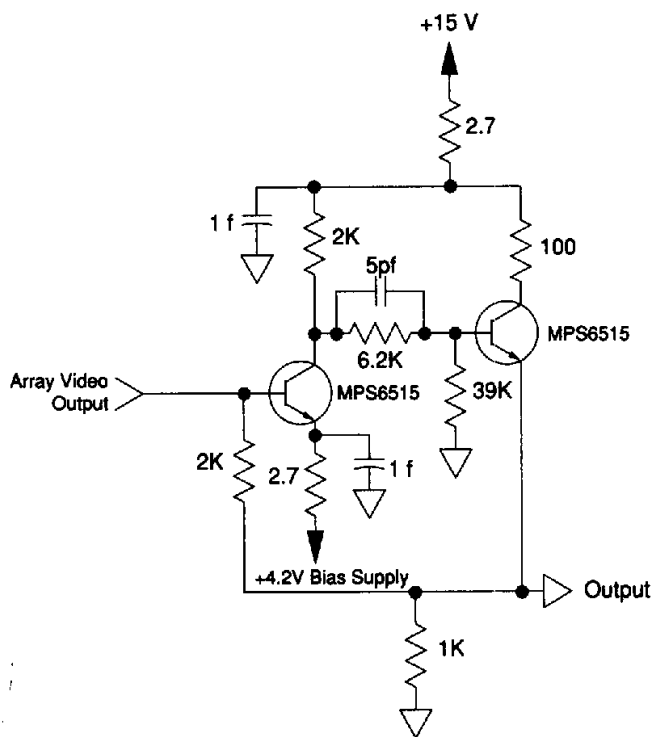 +15 V
2.7
1 f
2K
100
5pf
6.2K
MPS6515
Array Video
Output
MPS6515
39K
2K
2.7
1 f
+4.2V Bias Supply
Output
1K